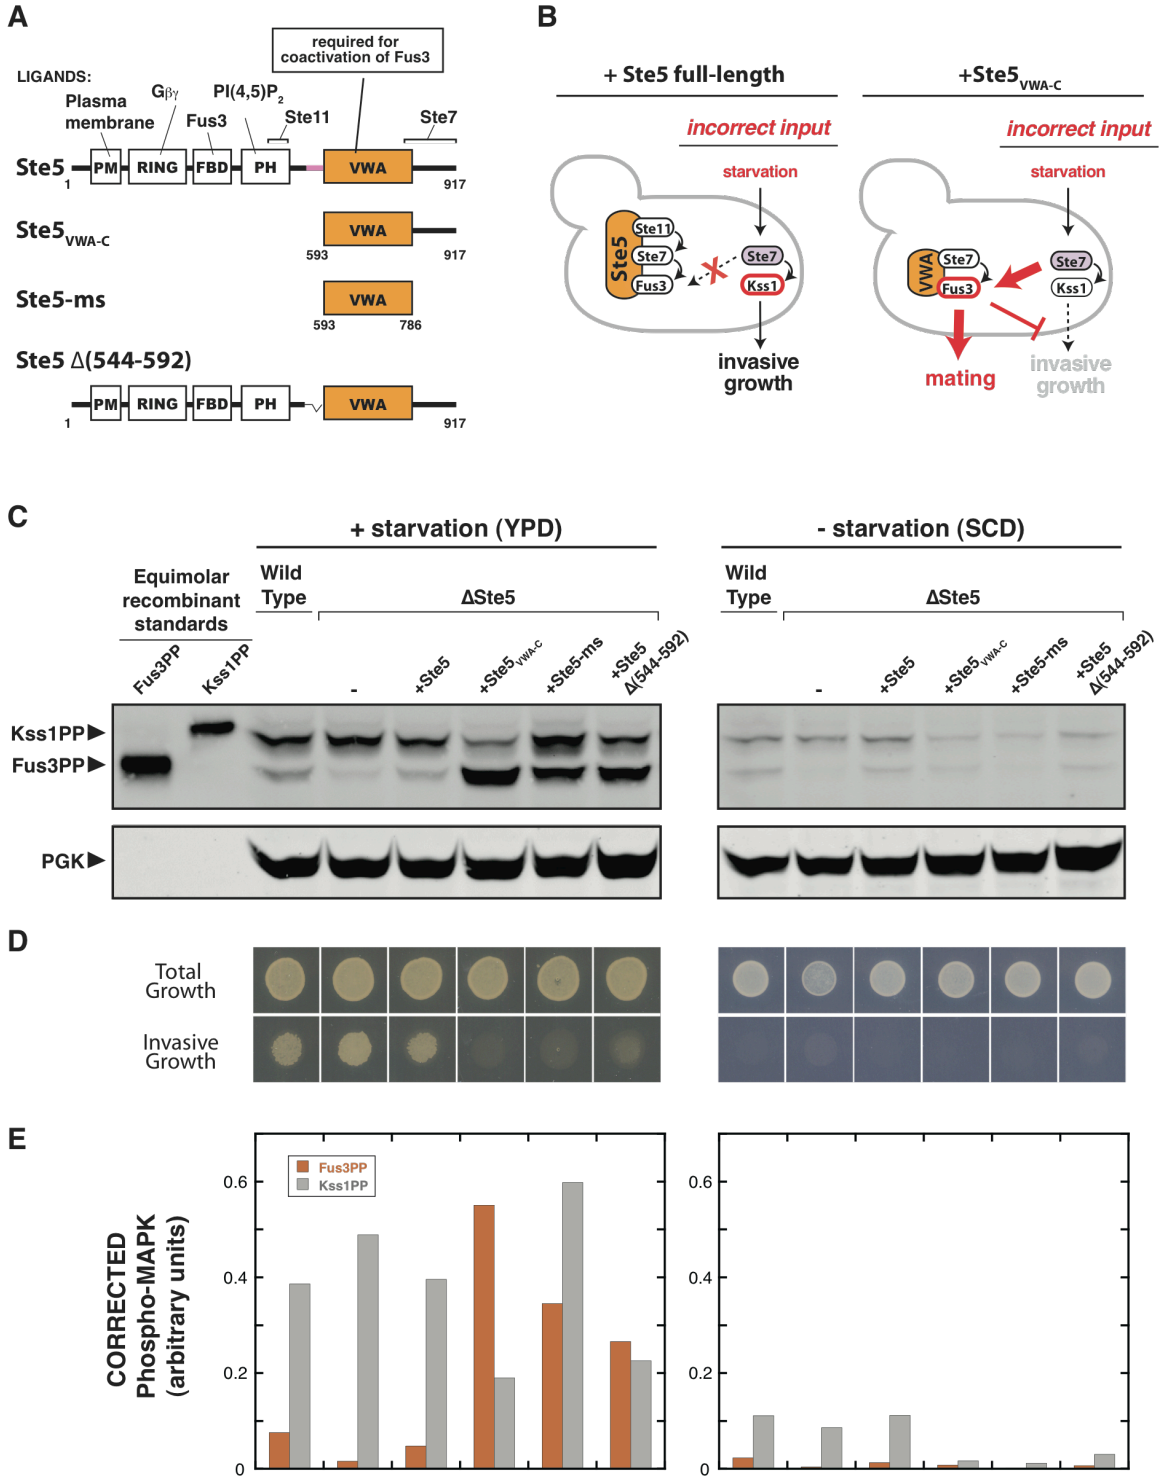 A
required for
coactivation of Fus3
LIGANDS:
Plasma
membrane
Gβγ
Fus3
PI(4,5)P2
Ste11
Ste7
Ste5
PM
RING
FBD
PH
VWA
1
917
Ste5VWA-C
VWA
593
917
Ste5-ms
VWA
593
786
Ste5 Δ(544-592)
PM
RING
FBD
PH
VWA
1
917
B
+ Ste5 full-length
incorrect input
starvation
Ste5
Ste11
Ste7
Fus3
X
Ste7
Kss1
invasive
growth
+Ste5VWA-C
incorrect input
starvation
VWA
Ste7
Fus3
Ste7
Kss1
mating
invasive
growth
C
+ starvation (YPD)
- starvation (SCD)
Equimolar
recombinant
standards
Fus3PP
Kss1PP
Wild
Type
ΔSte5
-
+Ste5
+Ste5VWA-C
+Ste5-ms
+Ste5
Δ(544-592)
Wild
Type
ΔSte5
-
+Ste5
+Ste5VWA-C
+Ste5-ms
+Ste5
Δ(544-592)
Kss1PP
Fus3PP
PGK
D
Total
Growth
Invasive
Growth
E
CORRECTED
Phospho-MAPK
(arbitrary units)
Fus3PP
Kss1PP
0.6
0.4
0.2
0
0.6
0.4
0.2
0